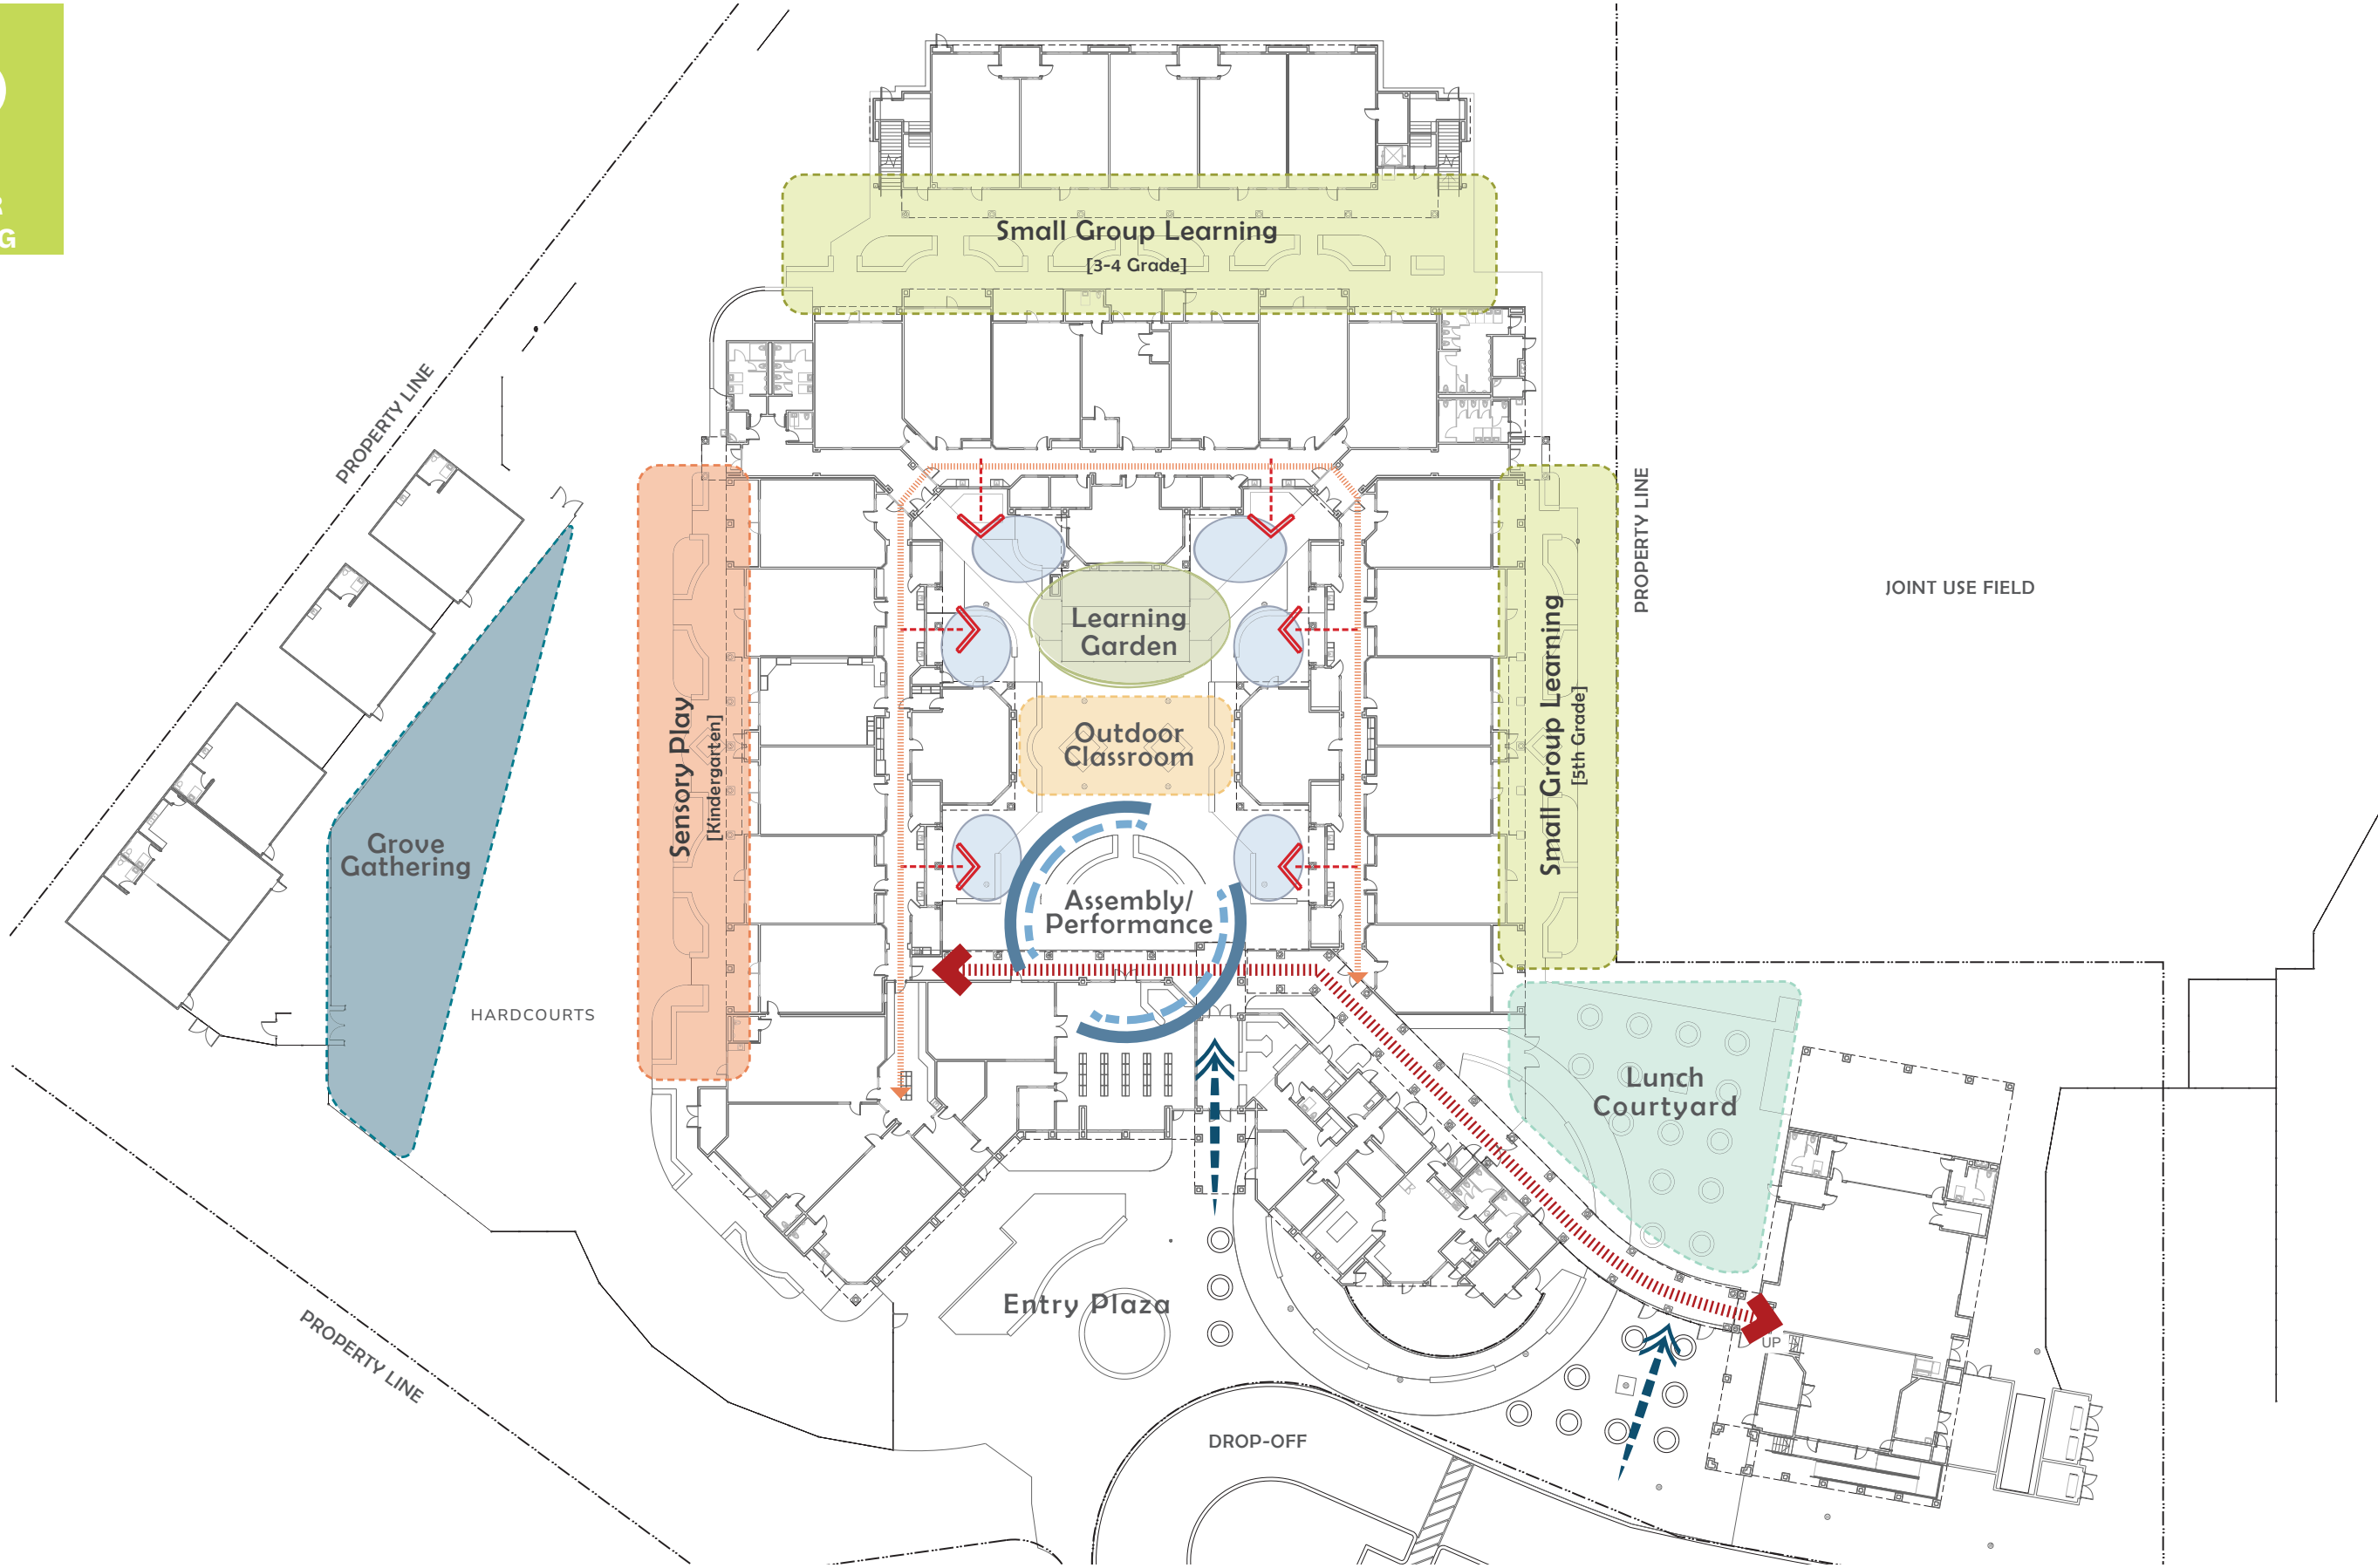 G
Small Group Learning
[3-4 Grade]
PROPERTY LINE
PROPERTY LINE
JOINT USE FIELD
Learning
Garden
Outdoor
Classroom
Sensory Play
[Kindergarten]
Small Group Learning
[5th Grade]
Grove
Gathering
Assembly/
Performance
HARDCOURTS
Lunch
Courtyard
Entry Plaza
UP
PROPERTY LINE
DROP-OFF